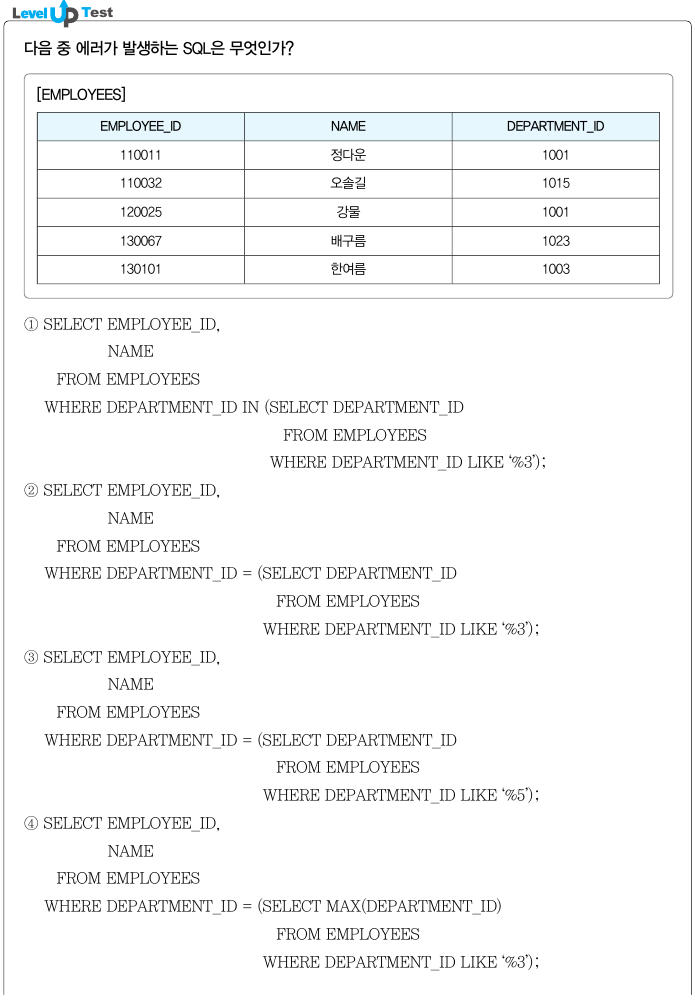 Level Up Test
다음 중 에러가 발생하는 SQL은 무엇인가?
[EMPLOYEES]
EMPLOYEE_ID NAME DEPARTMENT_ID
110011 정다운 1001
110032 오솔길 1015
120025 강물 1001
130067 배구름 1023
130101 한여름 1003
① SELECT EMPLOYEE_ID,
NAME
FROM EMPLOYEES
WHERE DEPARTMENT_ID IN (SELECT DEPARTMENT_ID
FROM EMPLOYEES
WHERE DEPARTMENT_ID LIKE ‘%3’);
② SELECT EMPLOYEE_ID,
NAME
FROM EMPLOYEES
WHERE DEPARTMENT_ID = (SELECT DEPARTMENT_ID
FROM EMPLOYEES
WHERE DEPARTMENT_ID LIKE ‘%3’);
③ SELECT EMPLOYEE_ID,
NAME
FROM EMPLOYEES
WHERE DEPARTMENT_ID = (SELECT DEPARTMENT_ID
FROM EMPLOYEES
WHERE DEPARTMENT_ID LIKE ‘%5’);
④ SELECT EMPLOYEE_ID,
NAME
FROM EMPLOYEES
WHERE DEPARTMENT_ID = (SELECT MAX(DEPARTMENT_ID)
FROM EMPLOYEES
WHERE DEPARTMENT_ID LIKE ‘%3’);